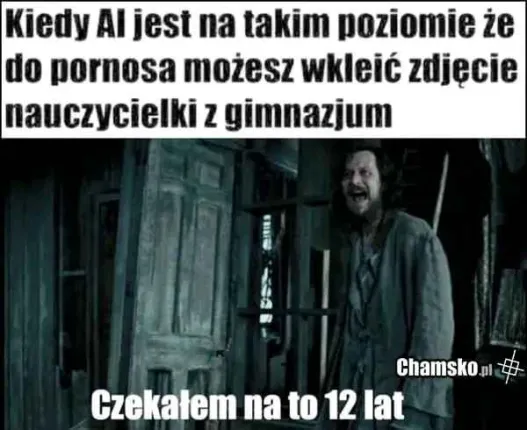 Kiedy AI jest na takim poziomie że
do pornosa możesz wkleić zdjęcie
nauczycielki z gimnazjum
Chamsko.pl
Czekałem na to 12 lat